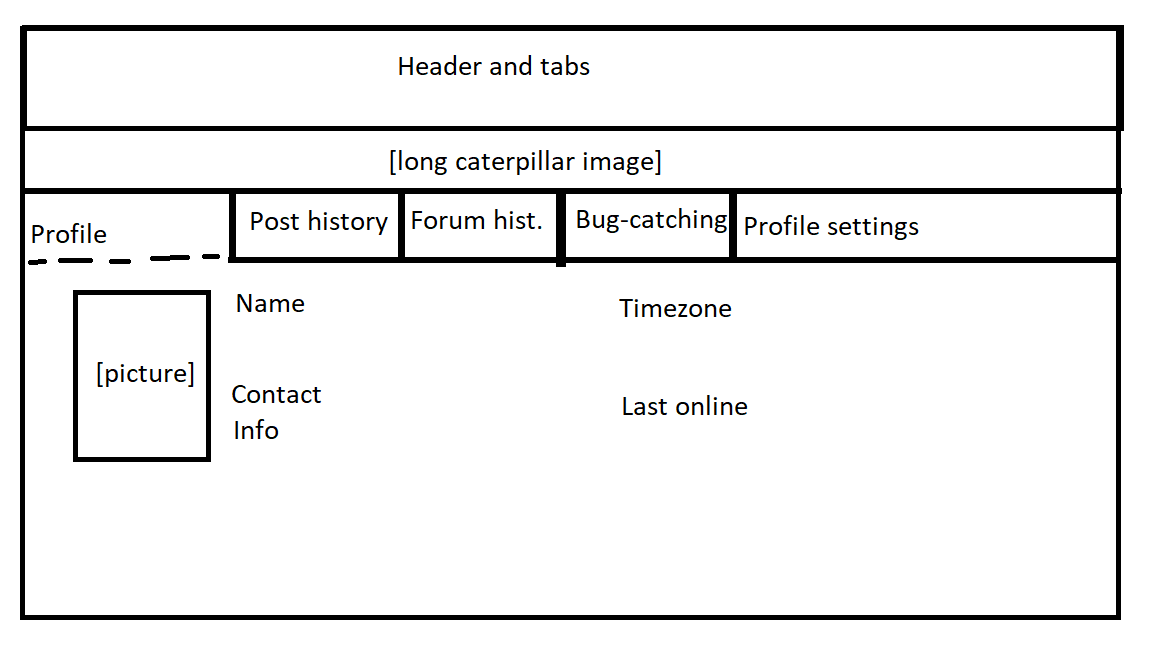 Header and tabs
[long caterpillar image]
Profile
Post history
Forum hist.
Bug-catching
Profile settings
[picture]
Name
Timezone
Contact
Info
Last online